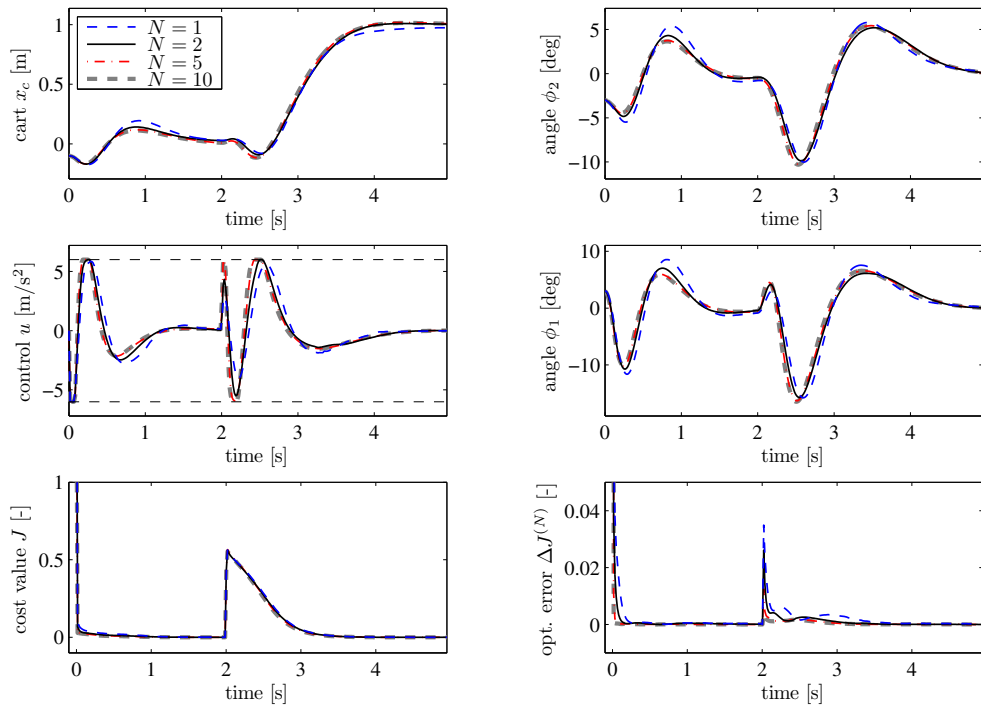 N = 1
N = 2
N = 5
N = 10
cart x_c [m]
1
0
0 1 2 3 4
time [s]
angle ϕ_2 [deg]
5
0
−5
−10
0 1 2 3 4
time [s]
control u [m/s²]
5
0
−5
0 1 2 3 4
time [s]
angle ϕ_1 [deg]
10
0
−10
0 1 2 3 4
time [s]
cost value J [-]
1
0.5
0
0 1 2 3 4
time [s]
opt. error ΔJ^(N) [-]
0.04
0.02
0
0 1 2 3 4
time [s]